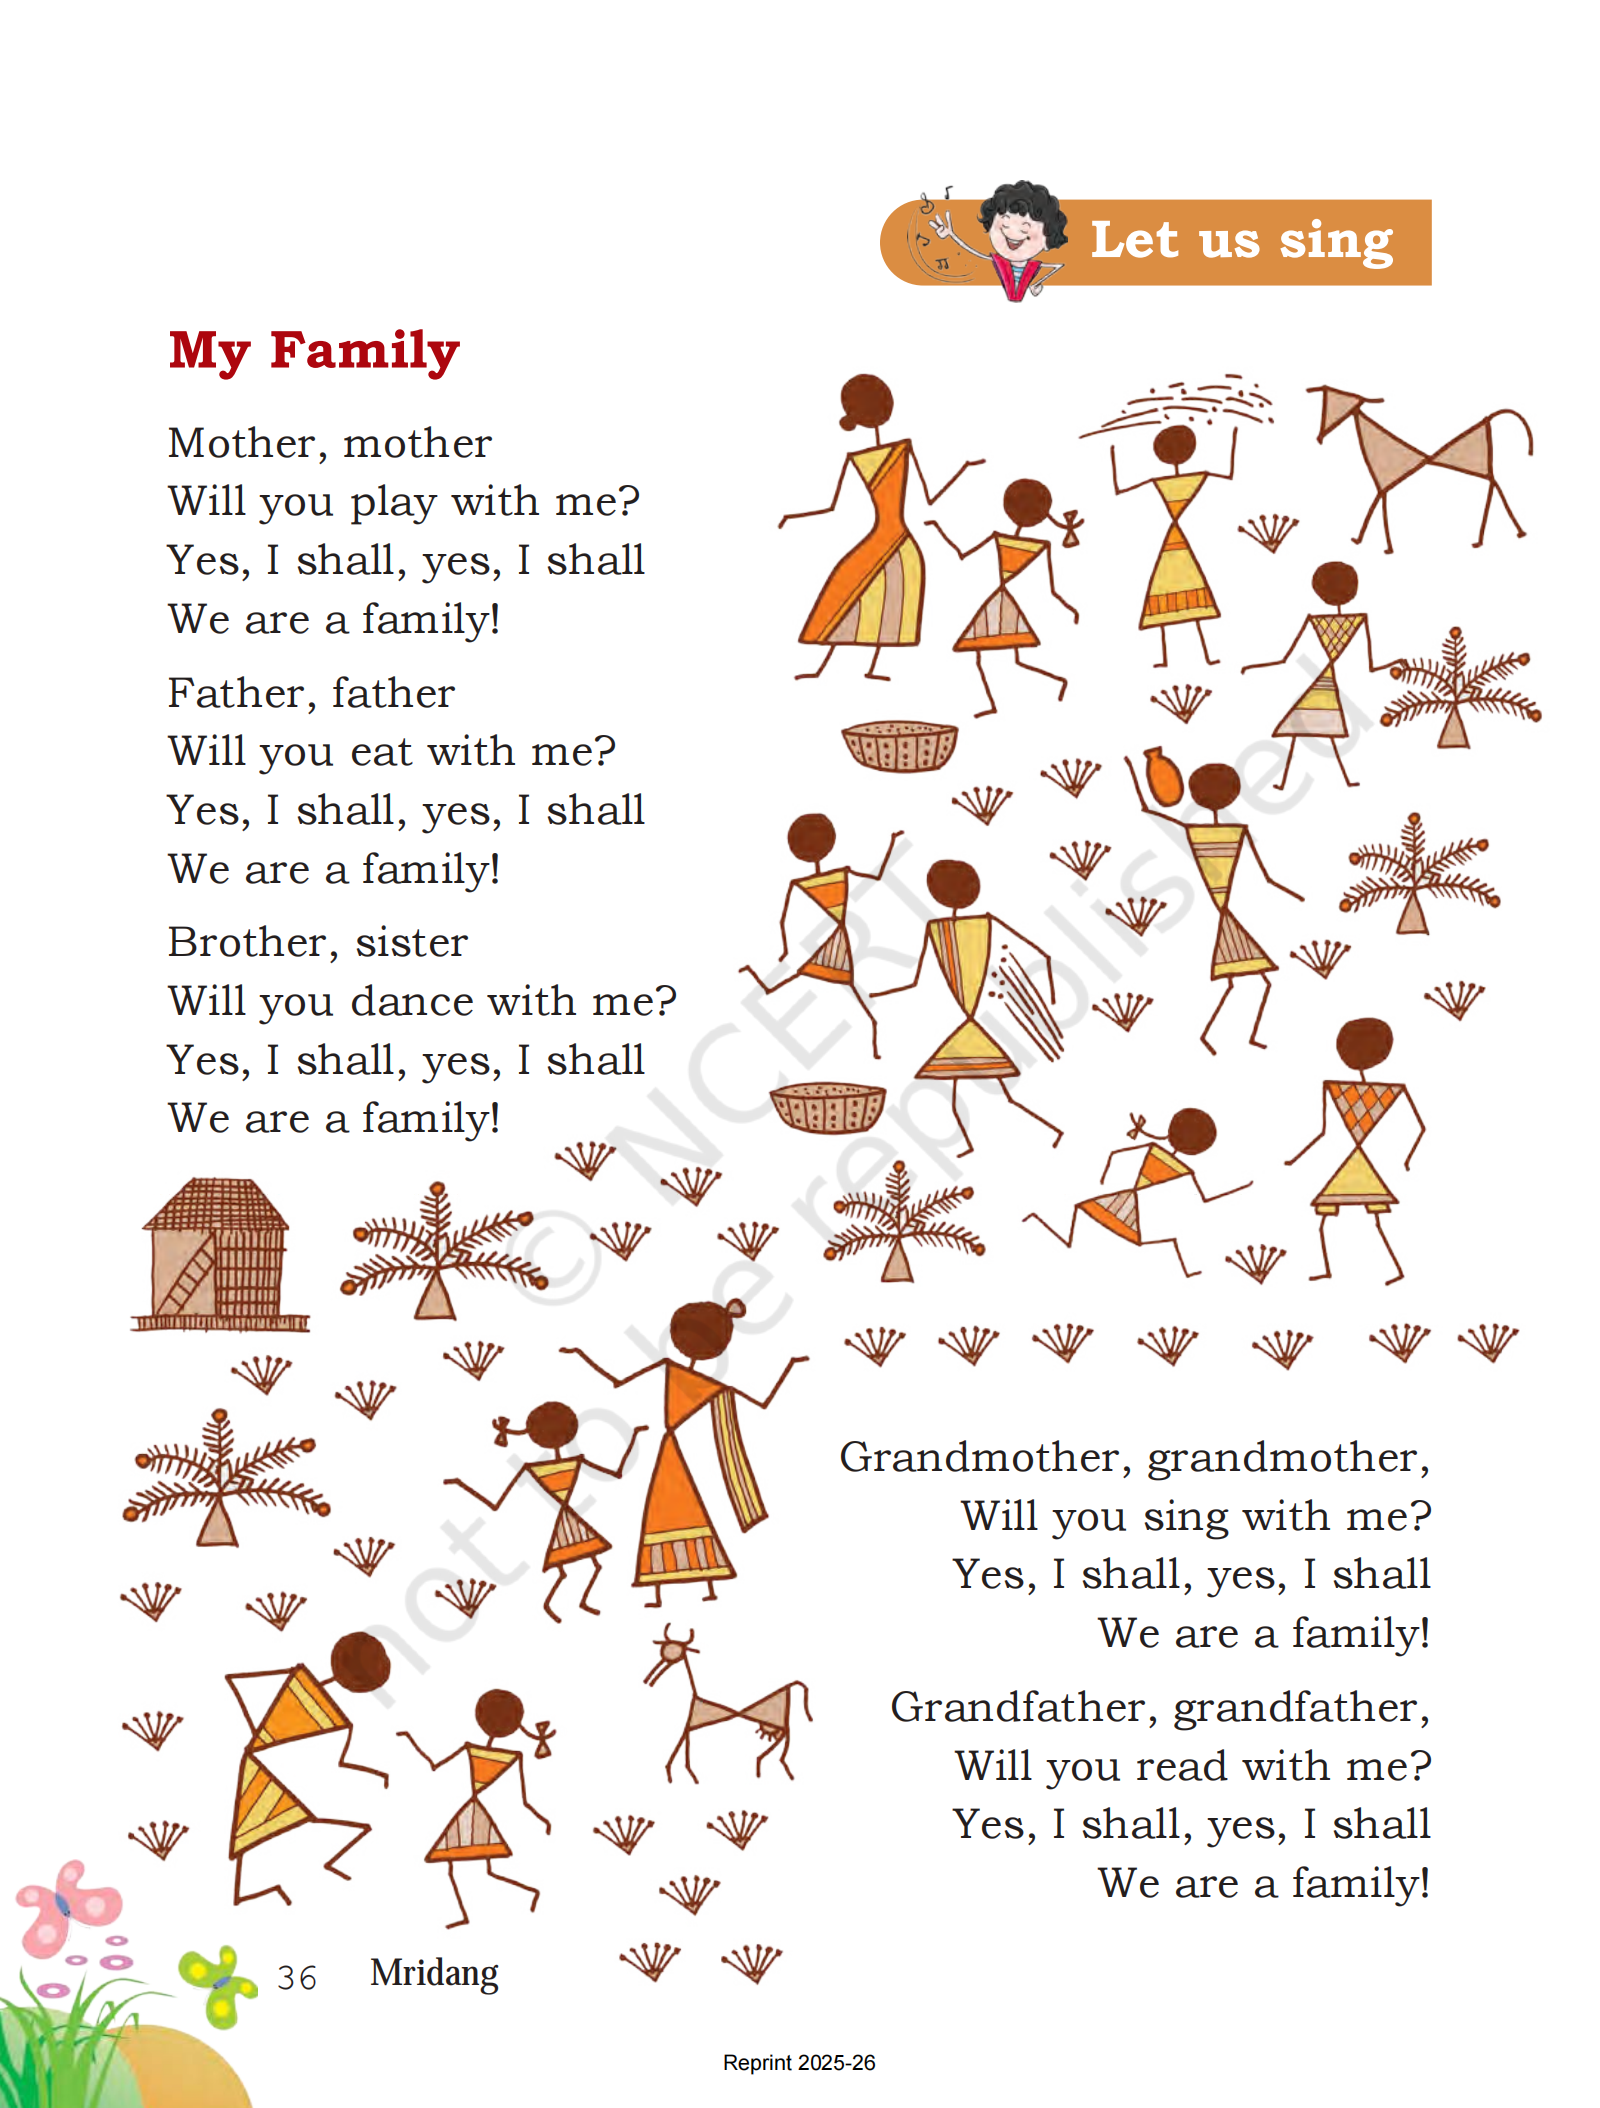 Let us sing
My Family
Mother, mother
Will you play with me?
Yes, I shall, yes, I shall
We are a family!
Father, father
Will you eat with me?
Yes, I shall, yes, I shall
We are a family!
Brother, sister
Will you dance with me?
Yes, I shall, yes, I shall
We are a family!
Grandmother, grandmother,
Will you sing with me?
Yes, I shall, yes, I shall
We are a family!
Grandfather, grandfather,
Will you read with me?
Yes, I shall, yes, I shall
We are a family!
© NCERT
not to be republished
36 Mridang
Reprint 2025-26